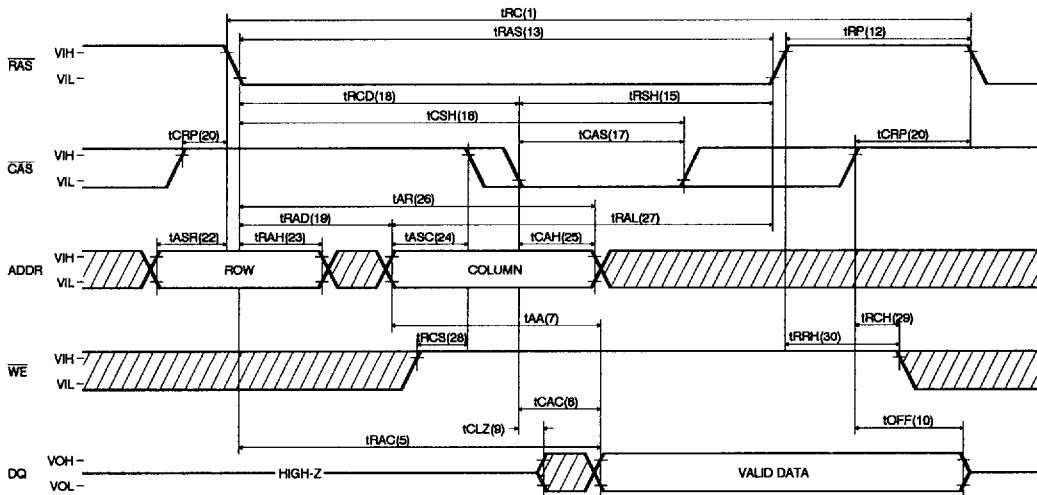 tRC(1)
tRAS(13)
tRP(12)
RAS
VIH
VIL
tRCD(18)
tRSH(15)
tCSH(16)
tCRP(20)
tCAS(17)
tCRP(20)
CAS
VIH
VIL
tAR(26)
tRAD(19)
tRAL(27)
tASR(22)
tRAH(23)
tASC(24)
tCAH(25)
ADDR
VIH
VIL
ROW
COLUMN
tAA(7)
tRCS(28)
tRCH(29)
tRRH(30)
WE
VIH
VIL
tCAC(6)
tCLZ(9)
tOFF(10)
tRAC(5)
DQ
VOH
VOL
HIGH-Z
VALID DATA